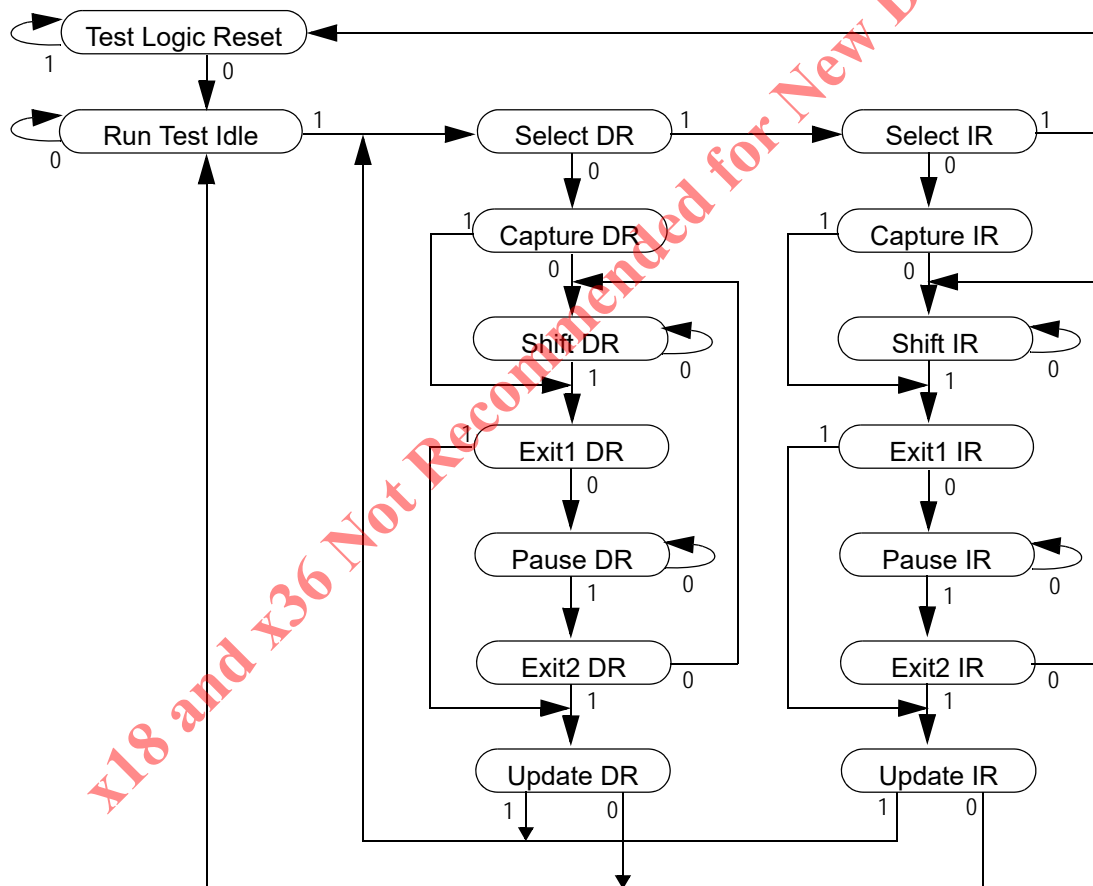 Test Logic Reset
1
0
Run Test Idle
0
1
Select DR
1
0
Select IR
1
0
1
Capture DR
0
1
Capture IR
0
Shift DR
0
1
Shift IR
0
1
1
Exit1 DR
0
1
Exit1 IR
0
Pause DR
0
1
Pause IR
0
1
Exit2 DR
0
1
Exit2 IR
0
1
Update DR
1
0
Update IR
1
0
x18 and x36 Not Recommended for New